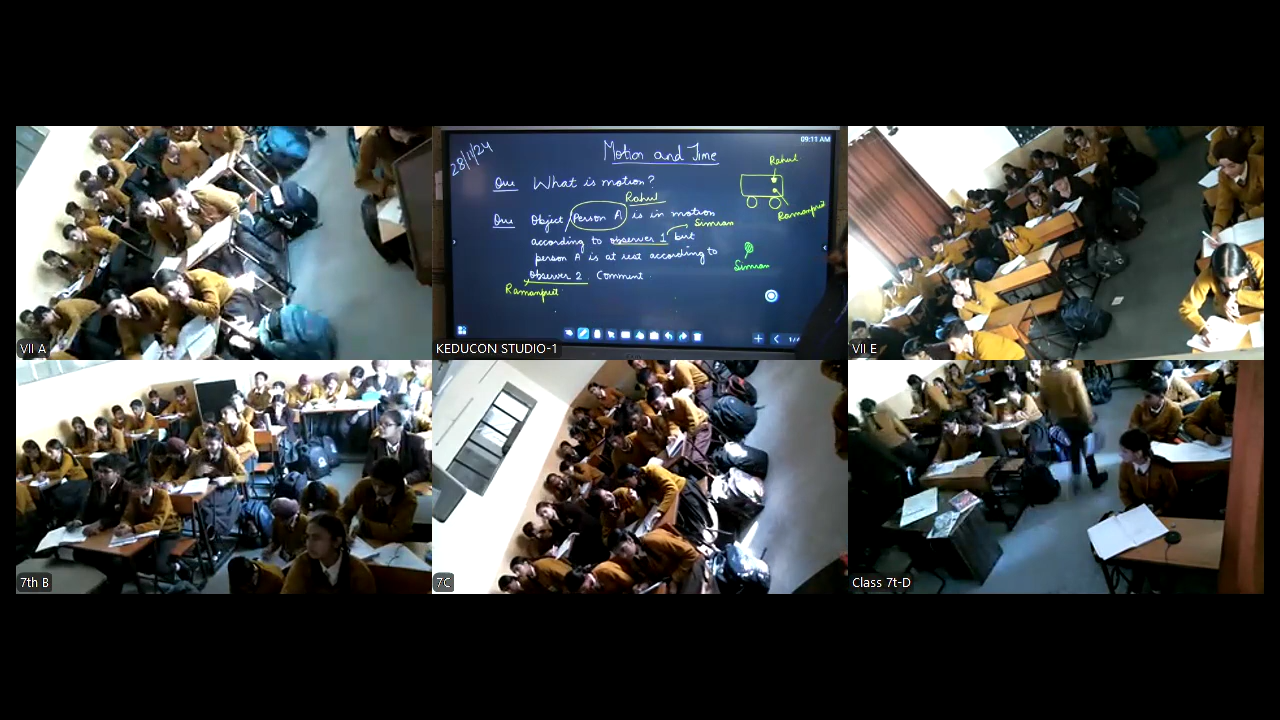 09:11 AM
28/11/24
Motion and Time
Rahul
Que What is motion?
Rahul
Ramanpreet
Que Object/Person A is in motion
Simran
according to observer 1 but
person A is at rest according to
Simran
observer 2. Comment.
Ramanpreet
VII A
KEDUCON STUDIO-1
VII E
7th B
7C
Class 7t-D